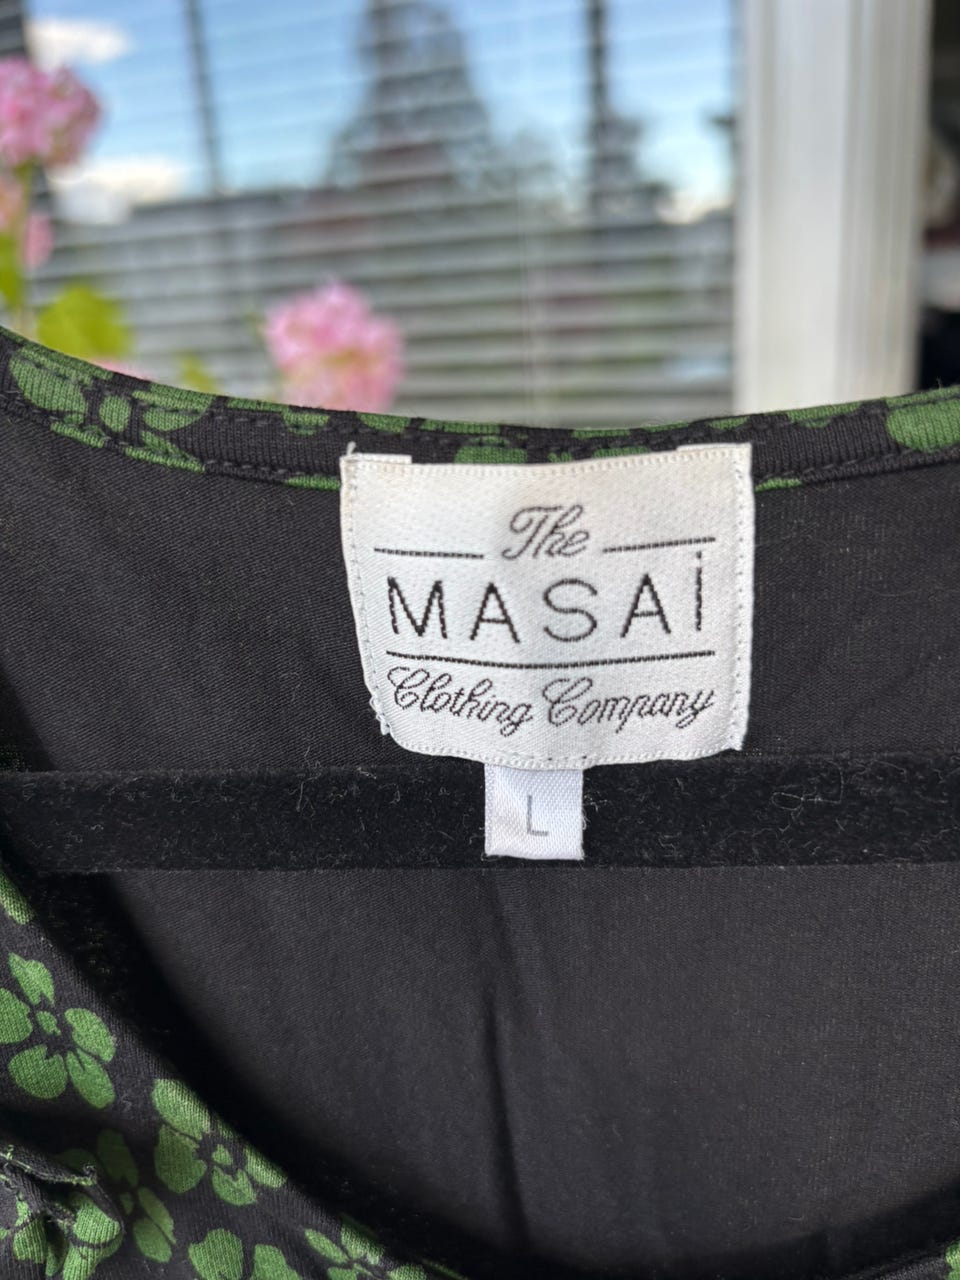 The
MASAI
Clothing Company
L